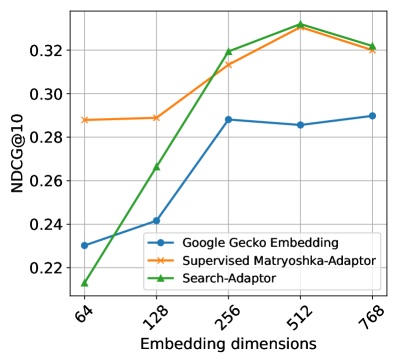 NDCG@10
0.32
0.30
0.28
0.26
0.24
0.22
Google Gecko Embedding
Supervised Matryoshka-Adaptor
Search-Adaptor
64
128
256
512
768
Embedding dimensions